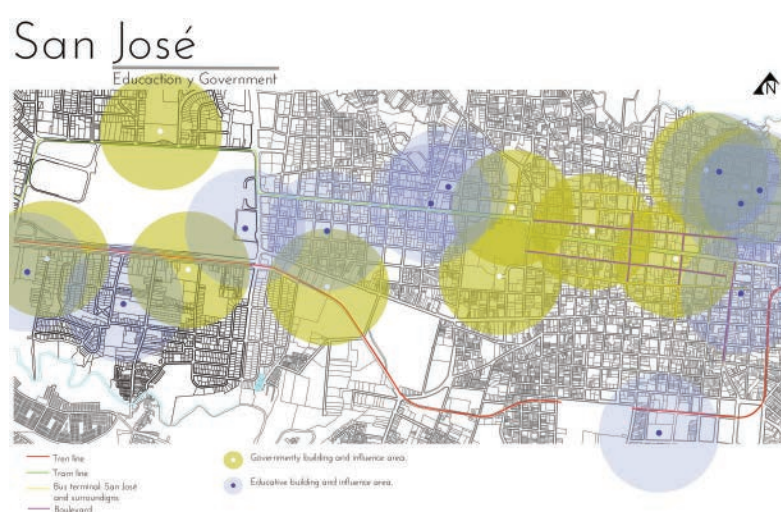 San José
Educaction y Government
N
Tren line
Tram line
Bus terminal San José
and surroundigns
Boulevard
Governmenty building and influence area.
Educative building and influence area.